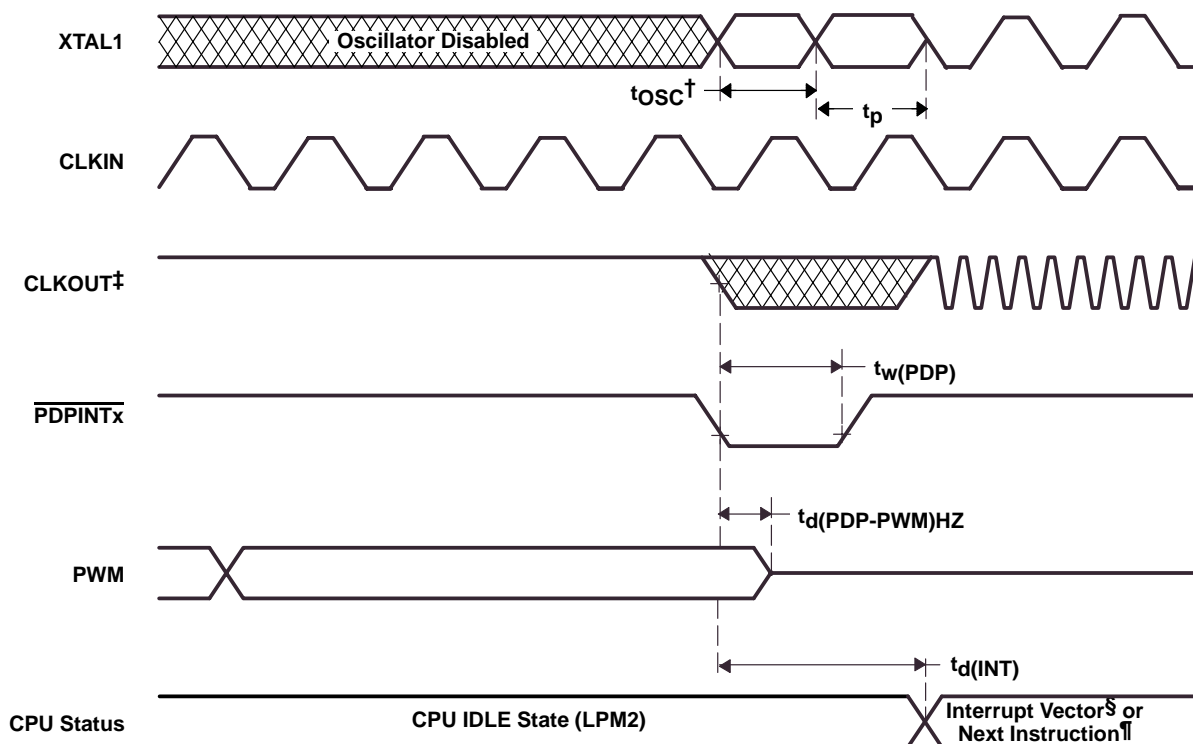 XTAL1
Oscillator Disabled
tOSC†
tp
CLKIN
CLKOUT‡
tw(PDP)
PDPINTx
td(PDP-PWM)HZ
PWM
td(INT)
CPU Status
CPU IDLE State (LPM2)
Interrupt Vector§ or
Next Instruction¶